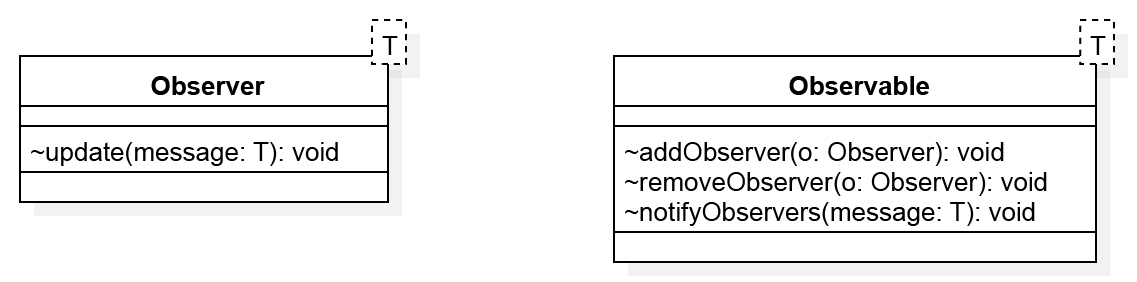 T
Observer
~update(message: T): void
T
Observable
~addObserver(o: Observer): void
~removeObserver(o: Observer): void
~notifyObservers(message: T): void